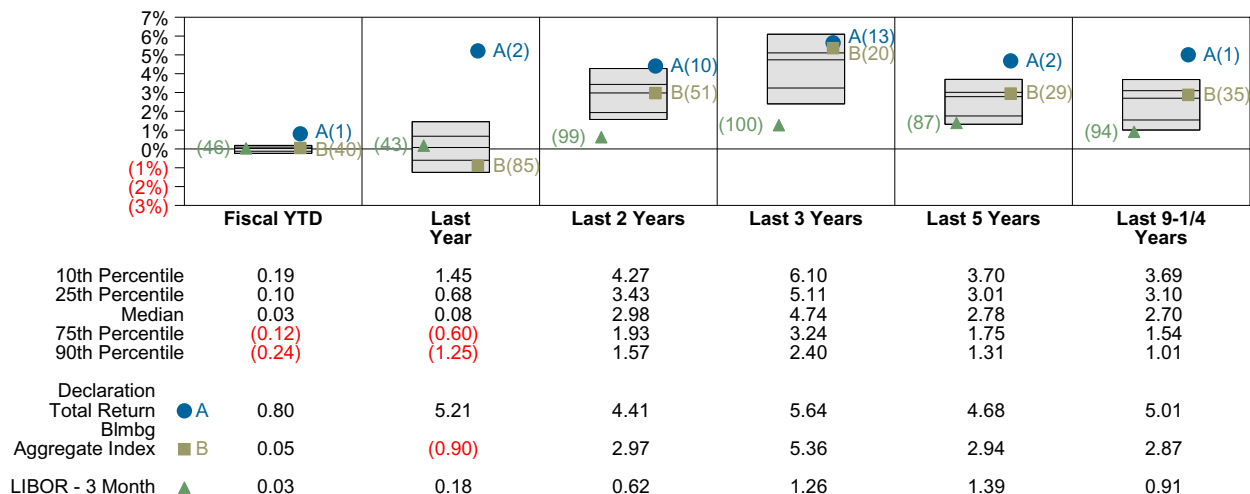 7%
6%
5%
4%
3%
2%
1%
0%
(1%)
(2%)
(3%)
(46) A(1)
B(40)
(43) A(2)
B(85)
(99) A(10)
B(51)
(100) A(13)
B(20)
(87) A(2)
B(29)
(94) A(1)
B(35)
Fiscal YTD Last Year Last 2 Years Last 3 Years Last 5 Years Last 9-1/4 Years
10th Percentile 0.19 1.45 4.27 6.10 3.70 3.69
25th Percentile 0.10 0.68 3.43 5.11 3.01 3.10
Median 0.03 0.08 2.98 4.74 2.78 2.70
75th Percentile (0.12) (0.60) 1.93 3.24 1.75 1.54
90th Percentile (0.24) (1.25) 1.57 2.40 1.31 1.01
Declaration
Total Return A 0.80 5.21 4.41 5.64 4.68 5.01
Blmbg
Aggregate Index B 0.05 (0.90) 2.97 5.36 2.94 2.87
LIBOR - 3 Month 0.03 0.18 0.62 1.26 1.39 0.91